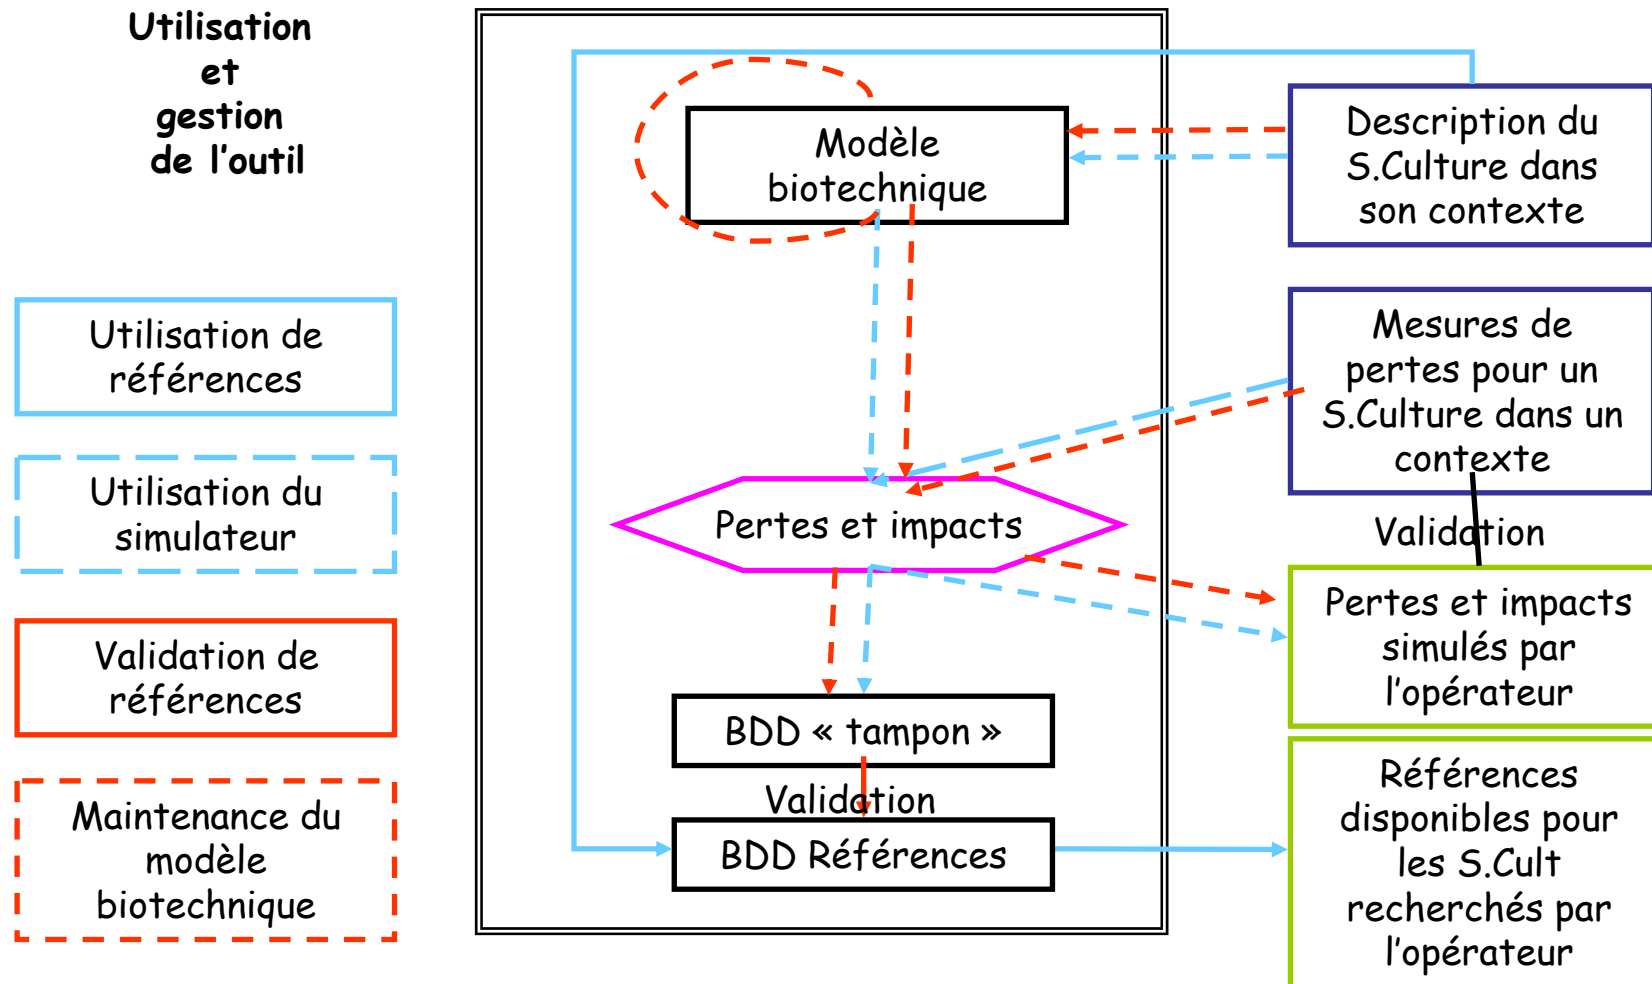 Utilisation
et
gestion
de l'outil
Utilisation de
références
Utilisation du
simulateur
Validation de
références
Maintenance du
modèle
biotechnique
Modèle
biotechnique
Pertes et impacts
BDD « tampon »
Validation
BDD Références
Description du
S.Culture dans
son contexte
Mesures de
pertes pour un
S.Culture dans un
contexte
Validation
Pertes et impacts
simulés par
l'opérateur
Références
disponibles pour
les S.Cult
recherchés par
l'opérateur